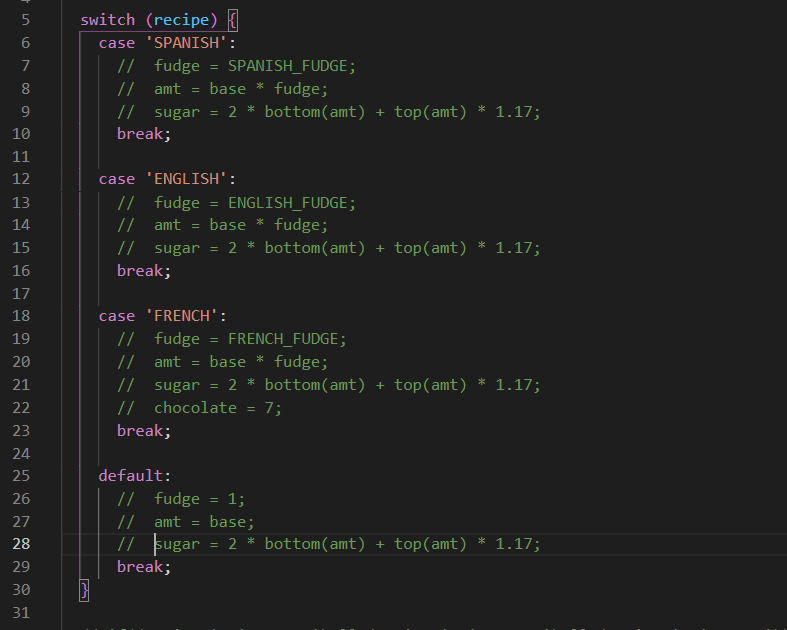 5 switch (recipe) {
6 case 'SPANISH':
7 // fudge = SPANISH_FUDGE;
8 // amt = base * fudge;
9 // sugar = 2 * bottom(amt) + top(amt) * 1.17;
10 break;
11
12 case 'ENGLISH':
13 // fudge = ENGLISH_FUDGE;
14 // amt = base * fudge;
15 // sugar = 2 * bottom(amt) + top(amt) * 1.17;
16 break;
17
18 case 'FRENCH':
19 // fudge = FRENCH_FUDGE;
20 // amt = base * fudge;
21 // sugar = 2 * bottom(amt) + top(amt) * 1.17;
22 // chocolate = 7;
23 break;
24
25 default:
26 // fudge = 1;
27 // amt = base;
28 // sugar = 2 * bottom(amt) + top(amt) * 1.17;
29 break;
30 }
31